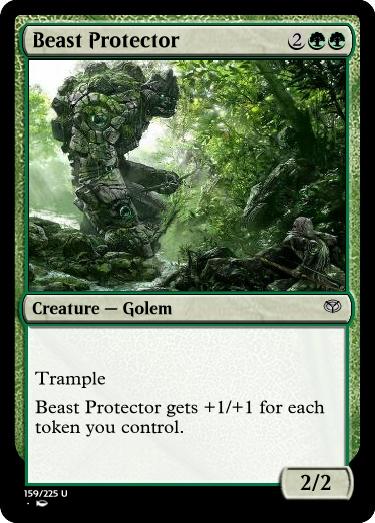 Beast Protector 2
Creature — Golem
Trample
Beast Protector gets +1/+1 for each
token you control.
2/2
159/225 U